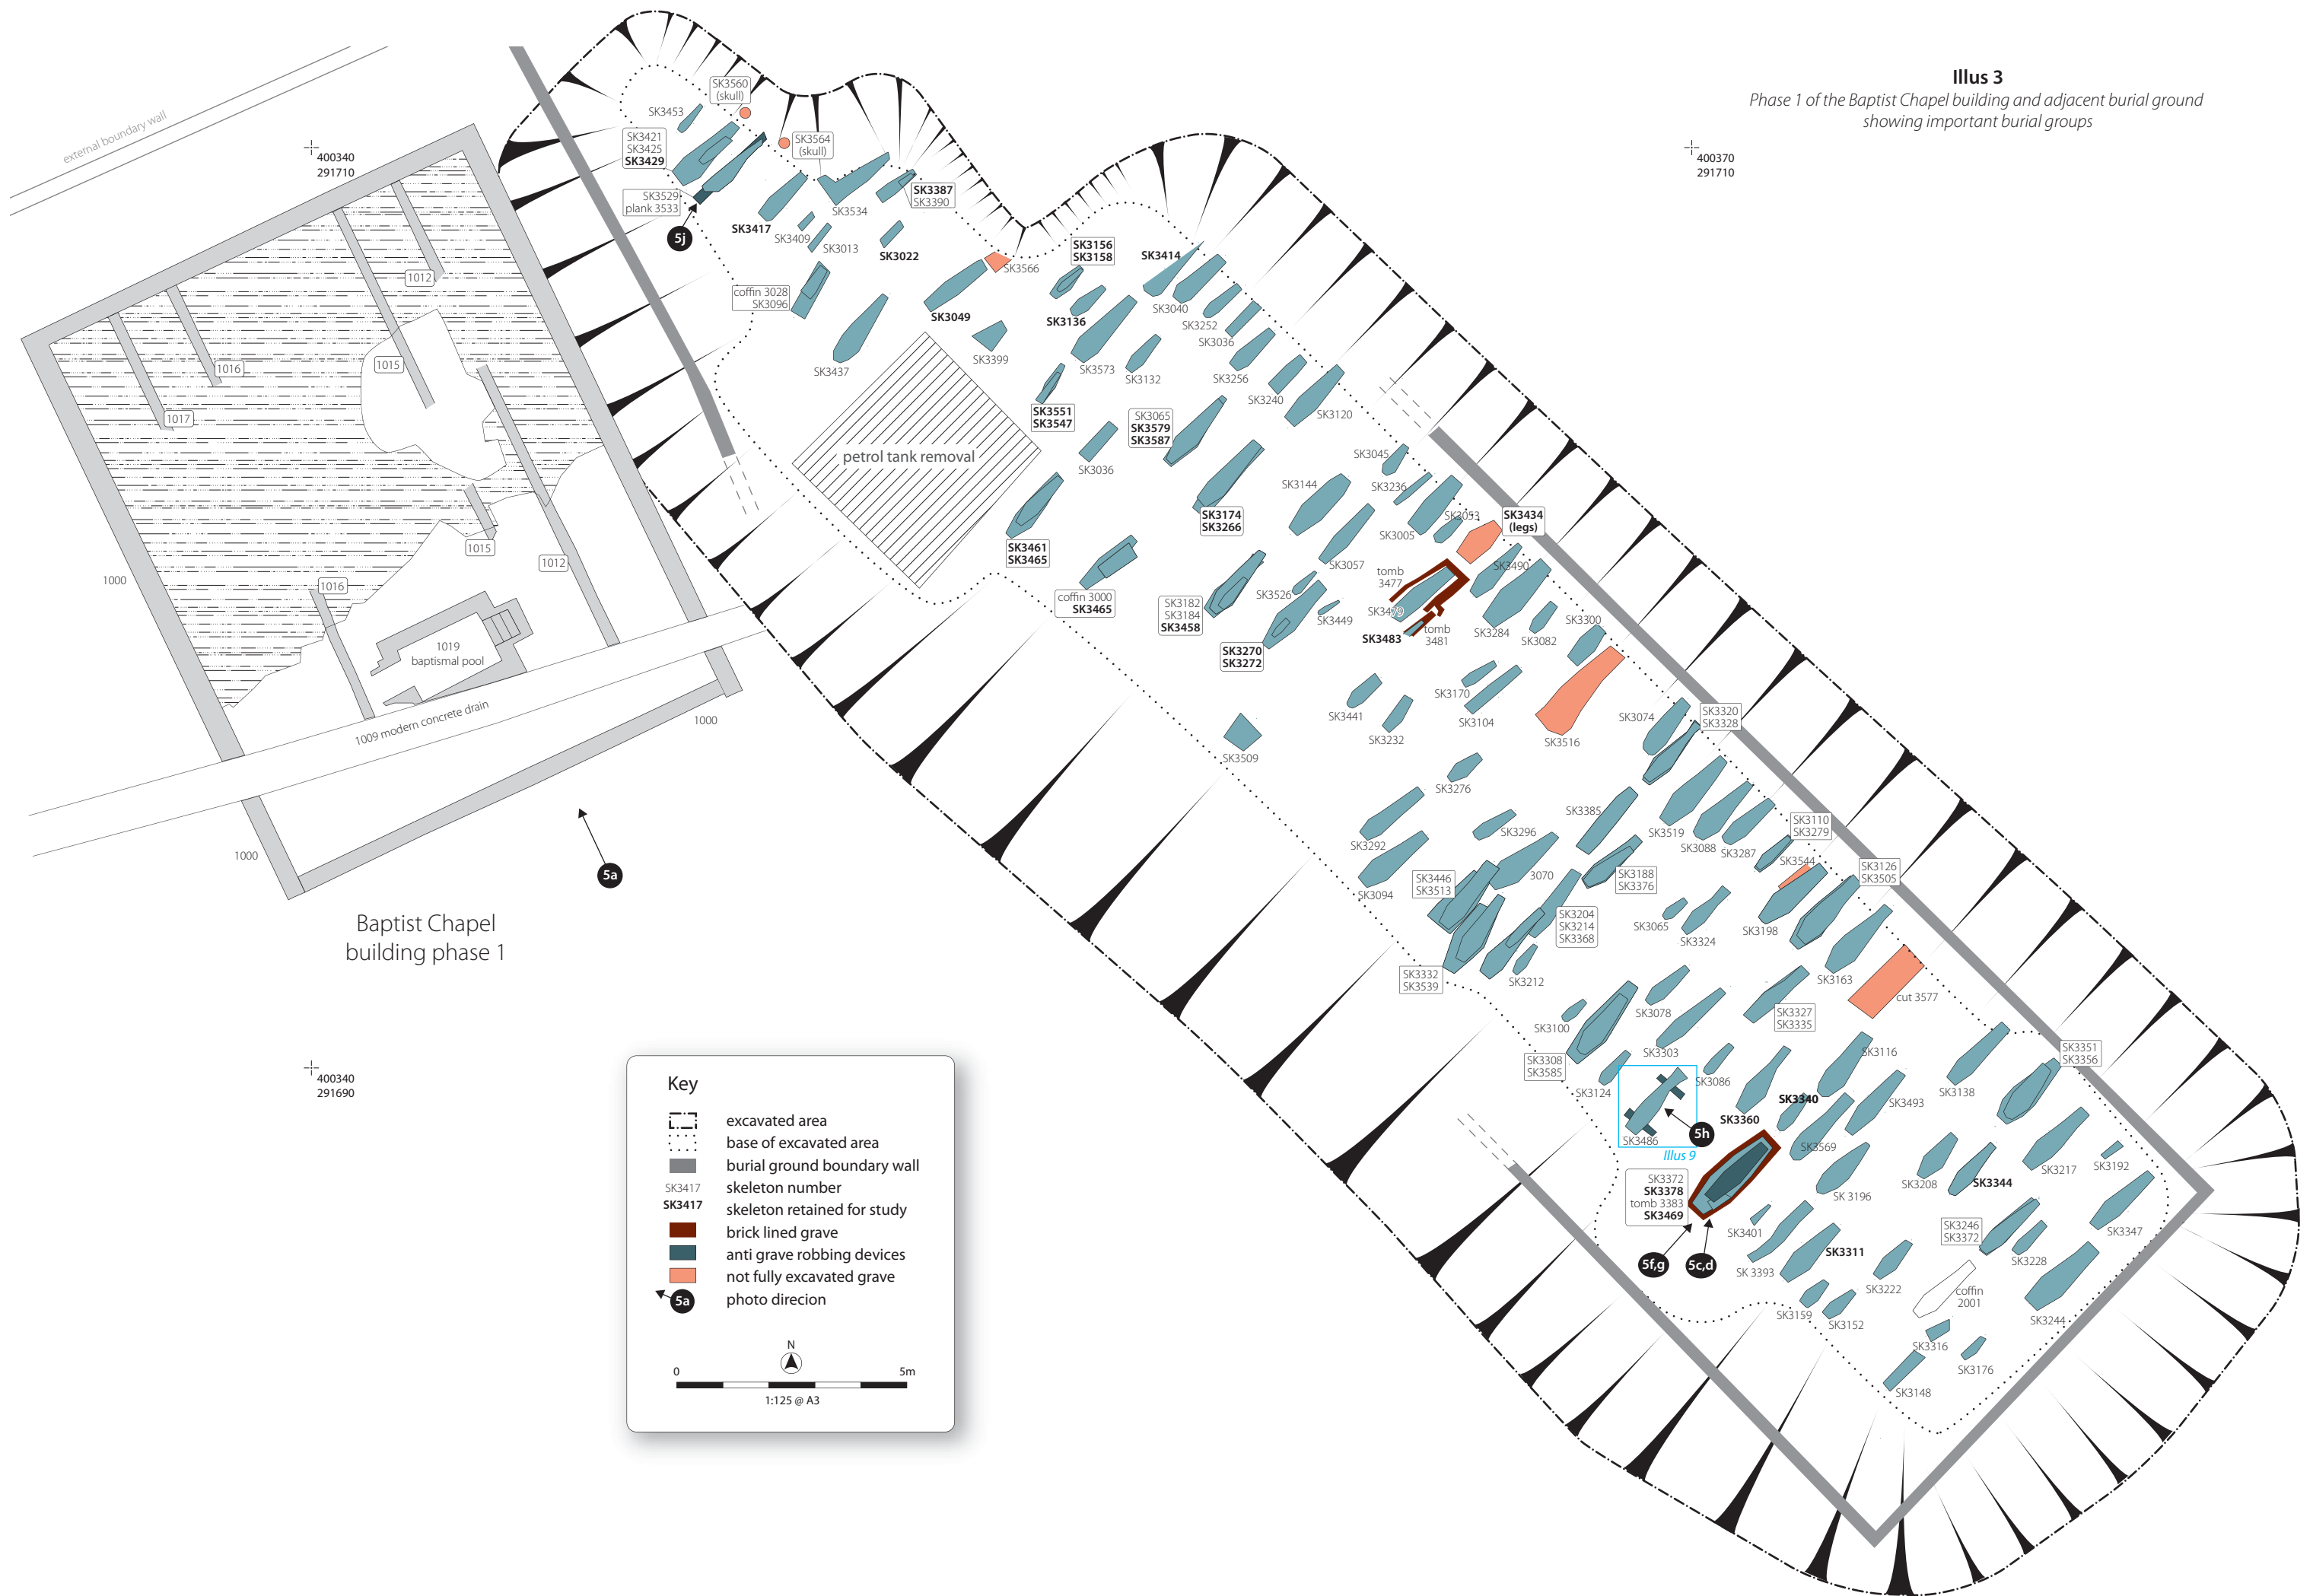 Illus 3
Phase 1 of the Baptist Chapel building and adjacent burial ground
showing important burial groups
external boundary wall
400340
291710
400370
291710
SK3560
(skull)
SK3453
SK3421
SK3425
SK3429
SK3564
(skull)
SK3529
plank 3533
5j
SK3417
SK3534
SK3387
SK3390
SK3409
SK3013
SK3022
coffin 3028
SK3096
SK3437
SK3049
SK3566
SK3399
SK3156
SK3158
SK3136
SK3414
SK3040
SK3252
SK3036
SK3573
SK3132
SK3256
SK3240
SK3120
SK3551
SK3547
SK3036
SK3065
SK3579
SK3587
petrol tank removal
SK3174
SK3266
SK3461
SK3465
coffin 3000
SK3465
SK3144
SK3057
SK3045
SK3236
SK3005
SK3053
SK3434
(legs)
SK3490
tomb
3477
SK3479
SK3483
tomb
3481
SK3284
SK3082
SK3300
SK3182
SK3184
SK3458
SK3526
SK3449
SK3270
SK3272
SK3441
SK3232
SK3170
SK3104
SK3516
SK3509
SK3276
SK3074
SK3320
SK3328
SK3292
SK3296
SK3385
SK3519
SK3088
SK3287
SK3110
SK3279
SK3544
SK3126
SK3505
SK3094
SK3446
SK3513
3070
SK3188
SK3376
SK3204
SK3214
SK3368
SK3065
SK3324
SK3198
SK3163
SK3332
SK3539
SK3212
cut 3577
SK3100
SK3078
SK3303
SK3327
SK3335
SK3308
SK3585
SK3124
SK3086
SK3116
SK3138
SK3351
SK3356
SK3486
5h
Illus 9
SK3360
SK3340
SK3493
SK3569
SK3372
SK3378
tomb 3383
SK3469
SK 3196
SK3208
SK3344
SK3217
SK3192
5f,g
5c,d
SK3401
SK 3393
SK3311
SK3246
SK3372
SK3228
SK3347
SK3222
coffin
2001
SK3159
SK3152
SK3244
SK3316
SK3176
SK3148
1012
1015
1016
1017
1015
1012
1016
1000
1019
baptismal pool
1009 modern concrete drain
1000
1000
5a
Baptist Chapel
building phase 1
400340
291690
Key
excavated area
base of excavated area
burial ground boundary wall
SK3417 skeleton number
SK3417 skeleton retained for study
brick lined grave
anti grave robbing devices
not fully excavated grave
5a photo direcion
N
0 5m
1:125 @ A3